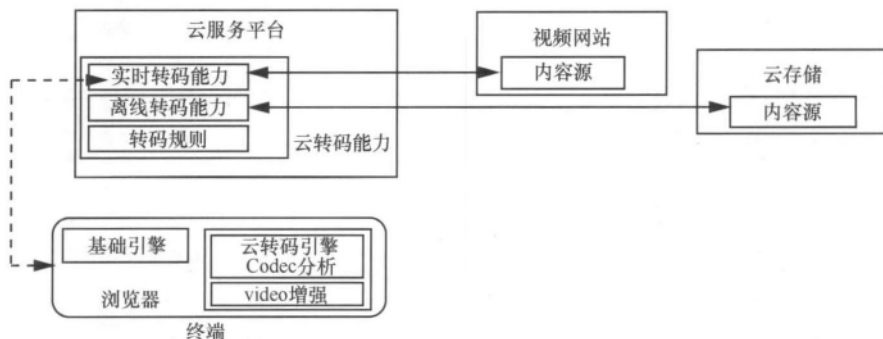 云服务平台
实时转码能力
离线转码能力
转码规则
云转码能力
视频网站
内容源
云存储
内容源
基础引擎
浏览器
云转码引擎
Codec分析
video增强
终端